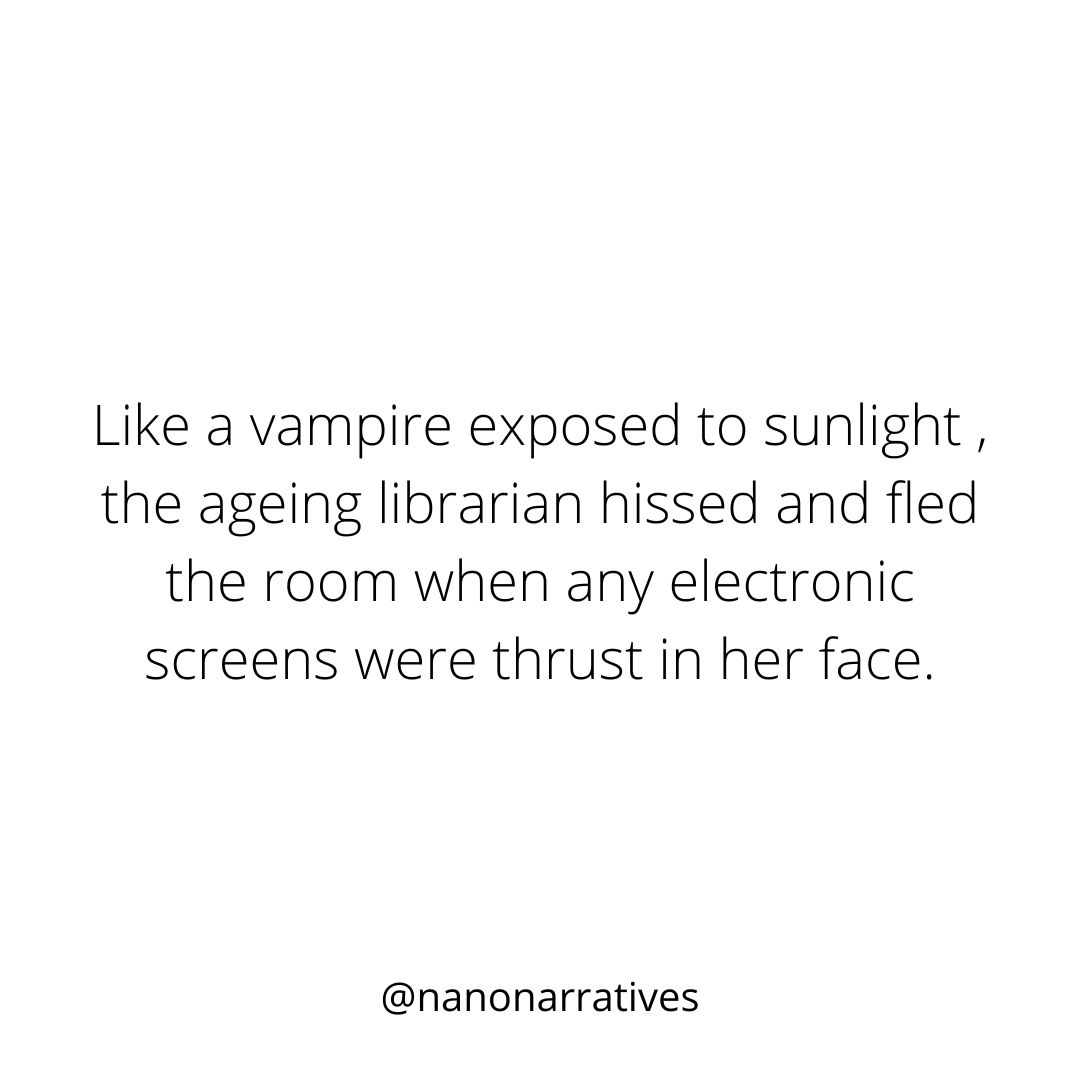 Like a vampire exposed to sunlight ,
the ageing librarian hissed and fled
the room when any electronic
screens were thrust in her face.
@nanonarratives